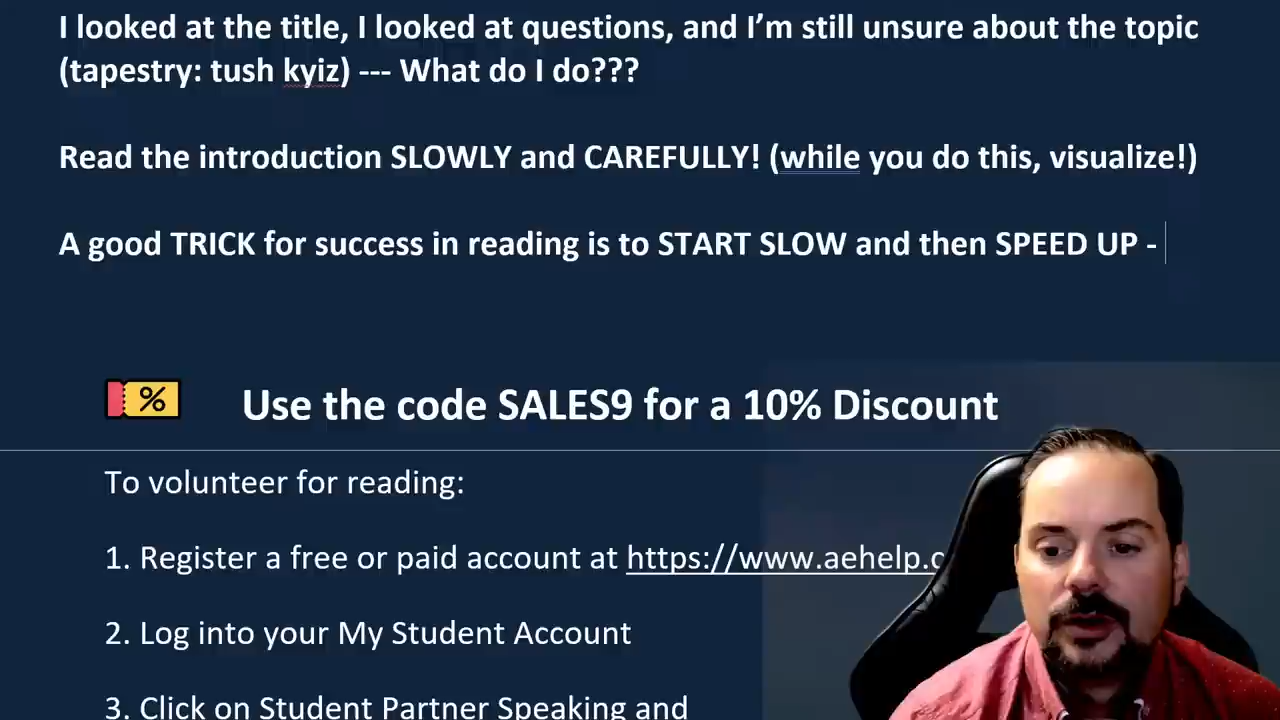 I looked at the title, I looked at questions, and I’m still unsure about the topic
(tapestry: tush kyiz) --- What do I do???
Read the introduction SLOWLY and CAREFULLY! (while you do this, visualize!)
A good TRICK for success in reading is to START SLOW and then SPEED UP -
%
Use the code SALES9 for a 10% Discount
To volunteer for reading:
1. Register a free or paid account at https://www.aehelp.c
2. Log into your My Student Account
3. Click on Student Partner Speaking and